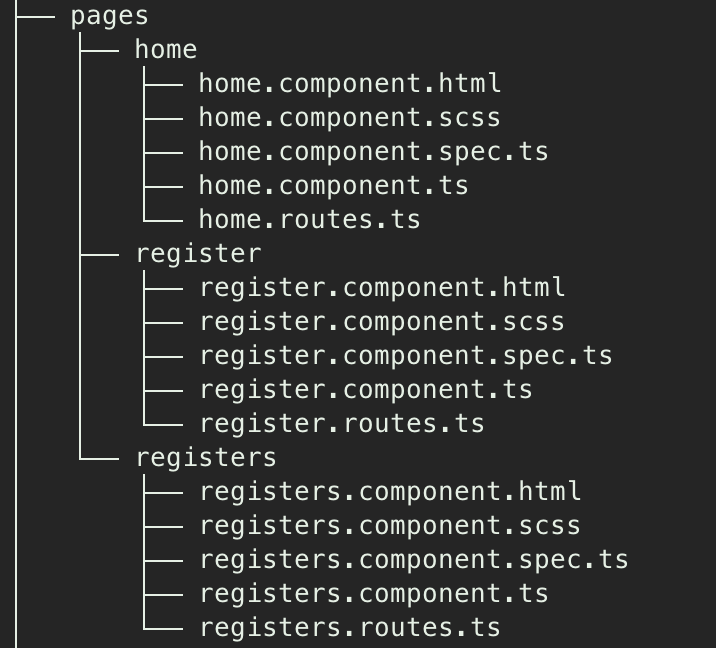 pages
home
home.component.html
home.component.scss
home.component.spec.ts
home.component.ts
home.routes.ts
register
register.component.html
register.component.scss
register.component.spec.ts
register.component.ts
register.routes.ts
registers
registers.component.html
registers.component.scss
registers.component.spec.ts
registers.component.ts
registers.routes.ts